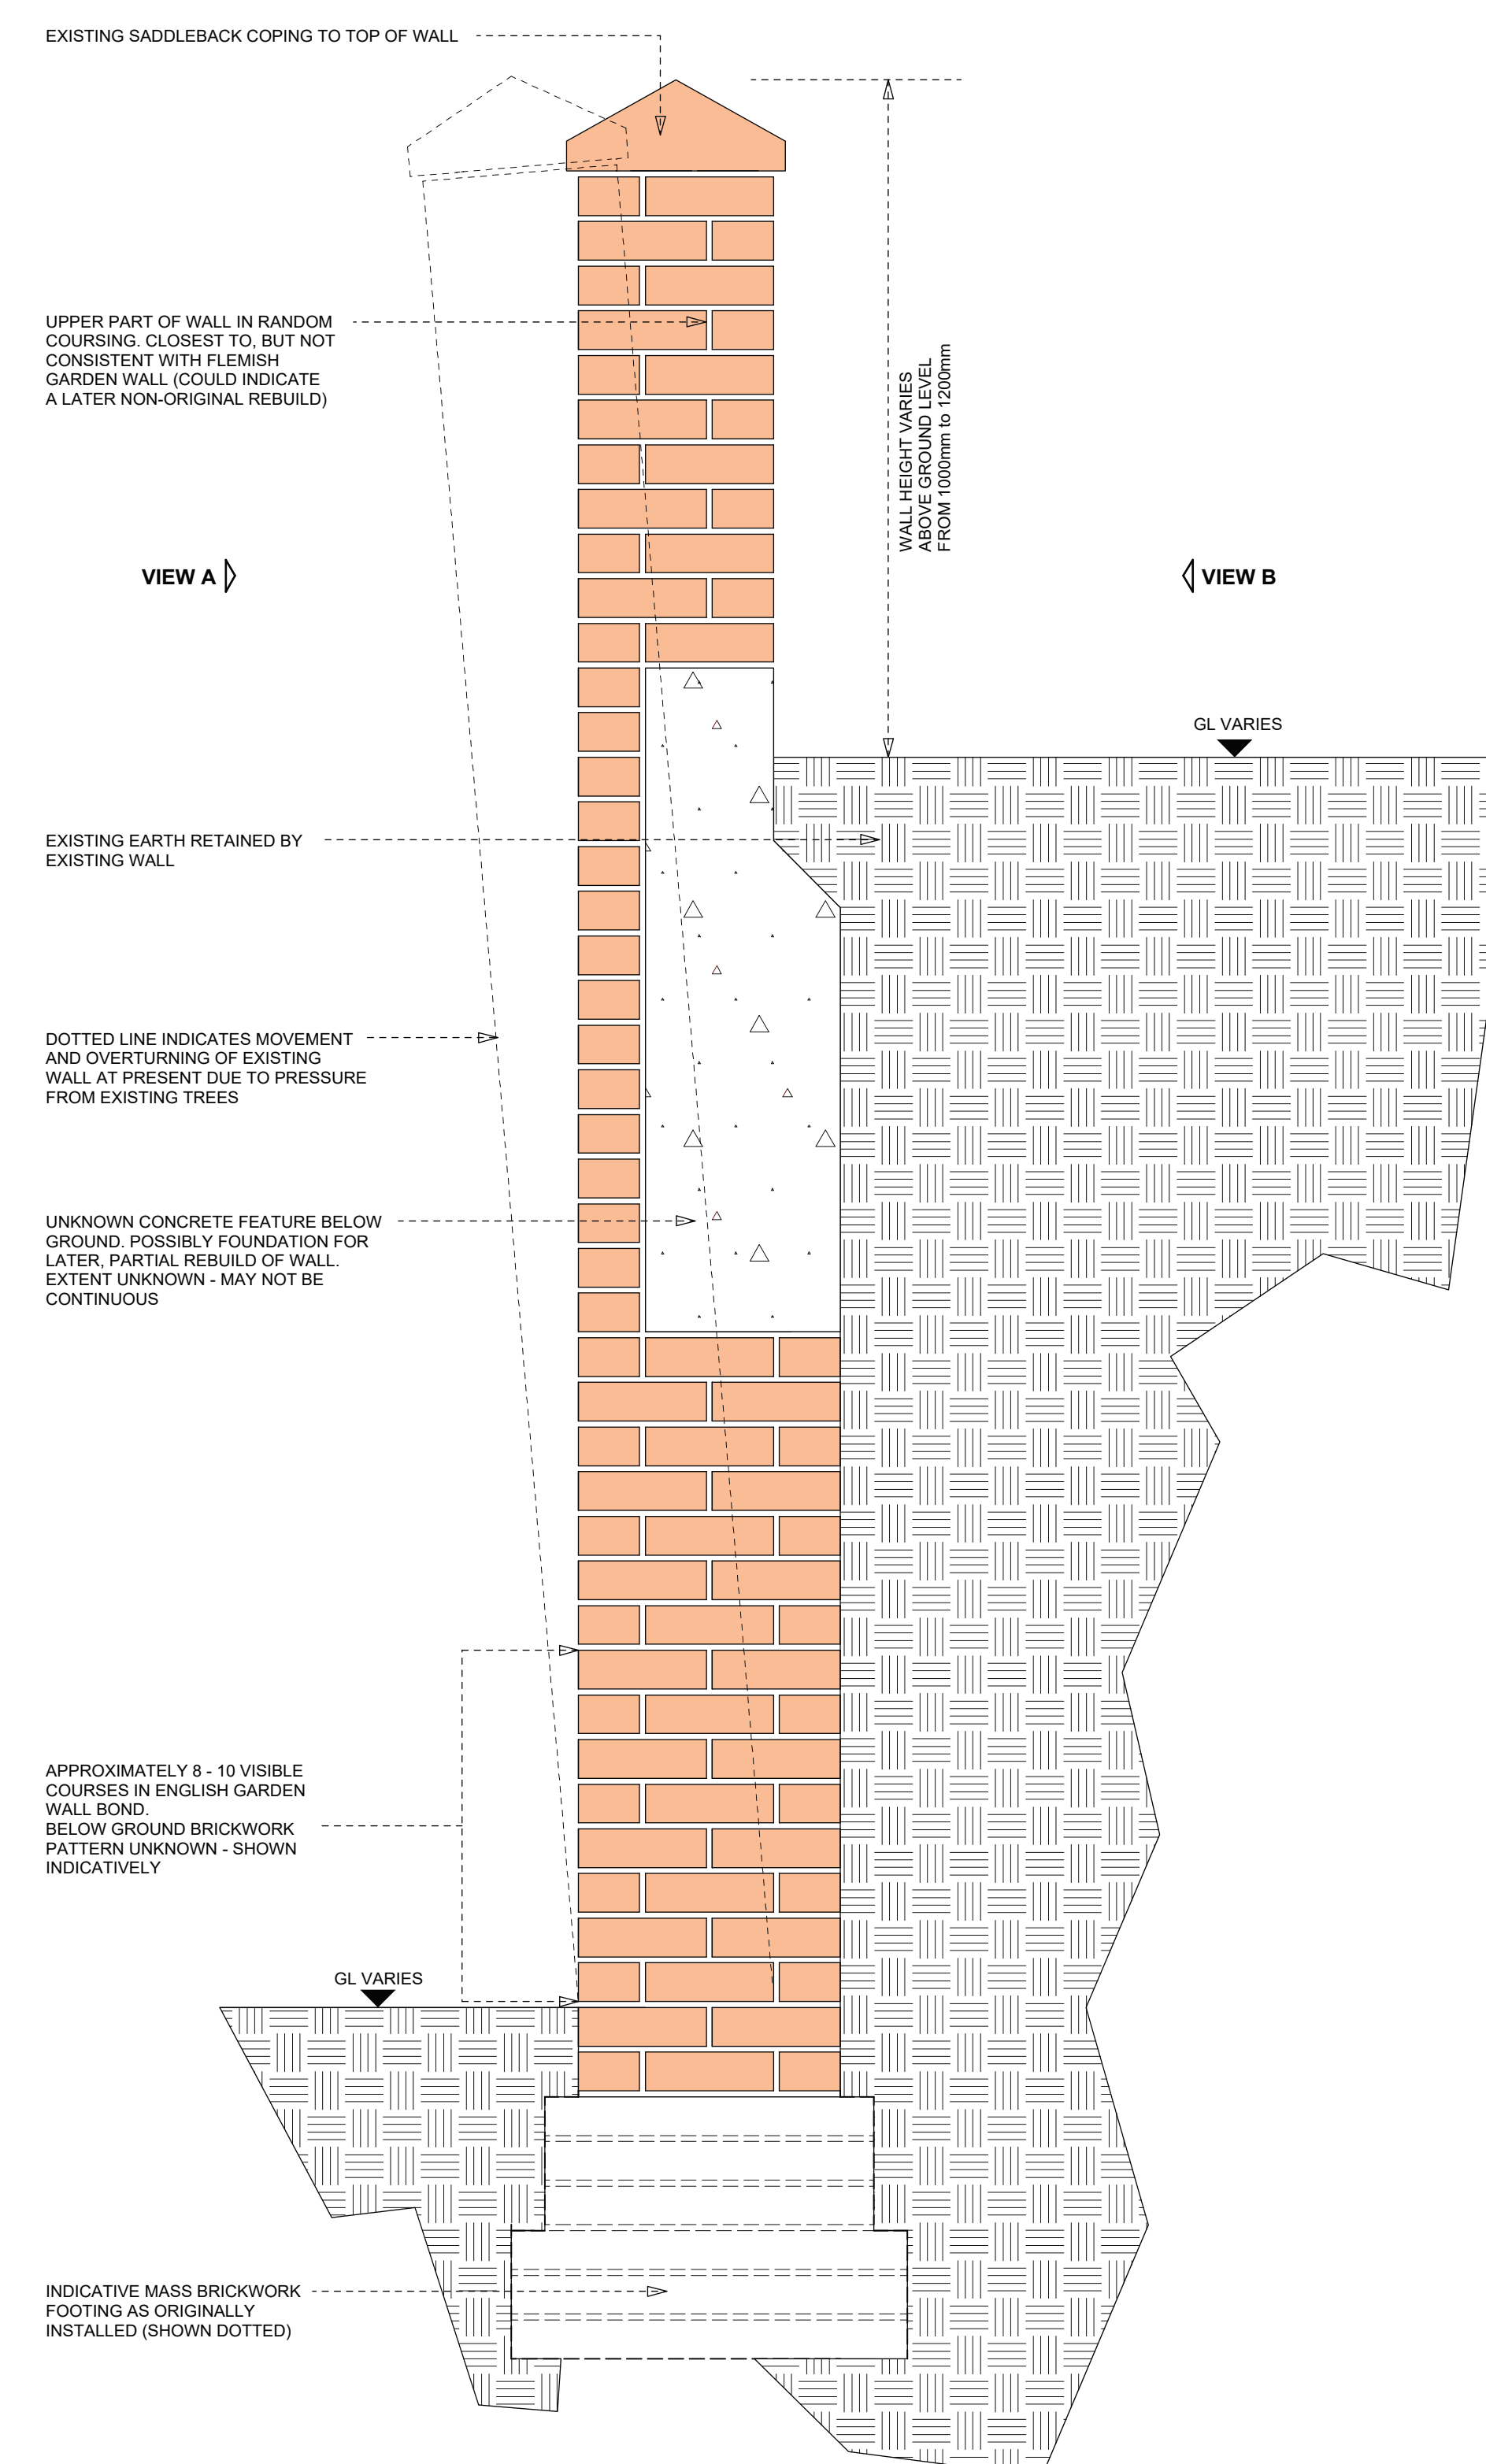 EXISTING SADDLEBACK COPING TO TOP OF WALL
UPPER PART OF WALL IN RANDOM
COURSING. CLOSEST TO, BUT NOT
CONSISTENT WITH FLEMISH
GARDEN WALL (COULD INDICATE
A LATER NON-ORIGINAL REBUILD)
WALL HEIGHT VARIES
ABOVE GROUND LEVEL
FROM 1000mm to 1200mm
VIEW A
VIEW B
GL VARIES
EXISTING EARTH RETAINED BY
EXISTING WALL
DOTTED LINE INDICATES MOVEMENT
AND OVERTURNING OF EXISTING
WALL AT PRESENT DUE TO PRESSURE
FROM EXISTING TREES
UNKNOWN CONCRETE FEATURE BELOW
GROUND. POSSIBLY FOUNDATION FOR
LATER, PARTIAL REBUILD OF WALL.
EXTENT UNKNOWN - MAY NOT BE
CONTINUOUS
APPROXIMATELY 8 - 10 VISIBLE
COURSES IN ENGLISH GARDEN
WALL BOND.
BELOW GROUND BRICKWORK
PATTERN UNKNOWN - SHOWN
INDICATIVELY
GL VARIES
INDICATIVE MASS BRICKWORK
FOOTING AS ORIGINALLY
INSTALLED (SHOWN DOTTED)